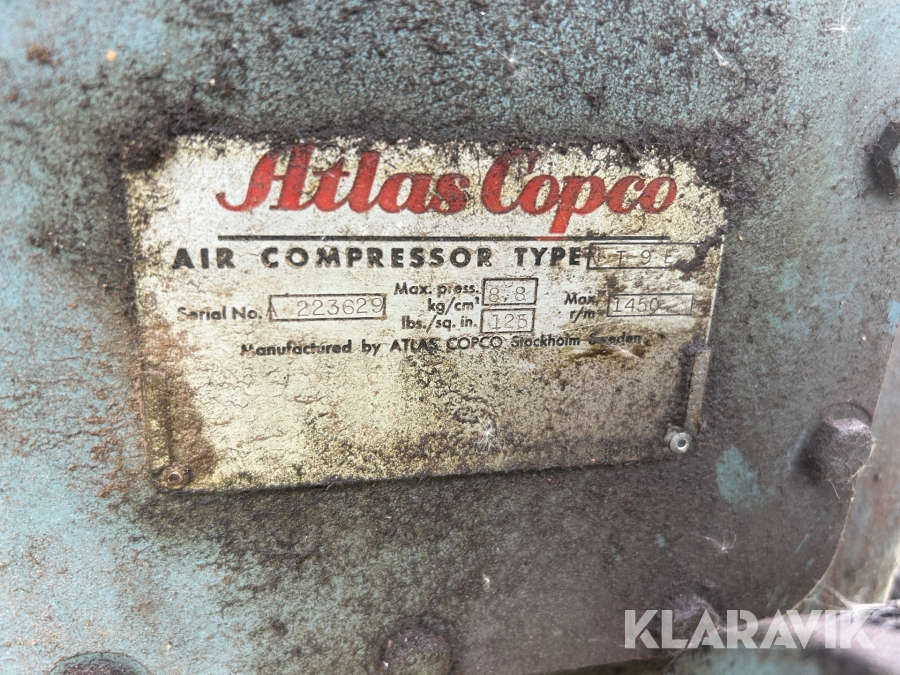 Atlas Copco
AIR COMPRESSOR TYPE T 9 E
Serial No. A 223629
Max. press.
kg/cm² 8.8
lbs./sq. in. 125
Max. r/m 1450
Manufactured by ATLAS COPCO Stockholm Sweden
KLARAVIK